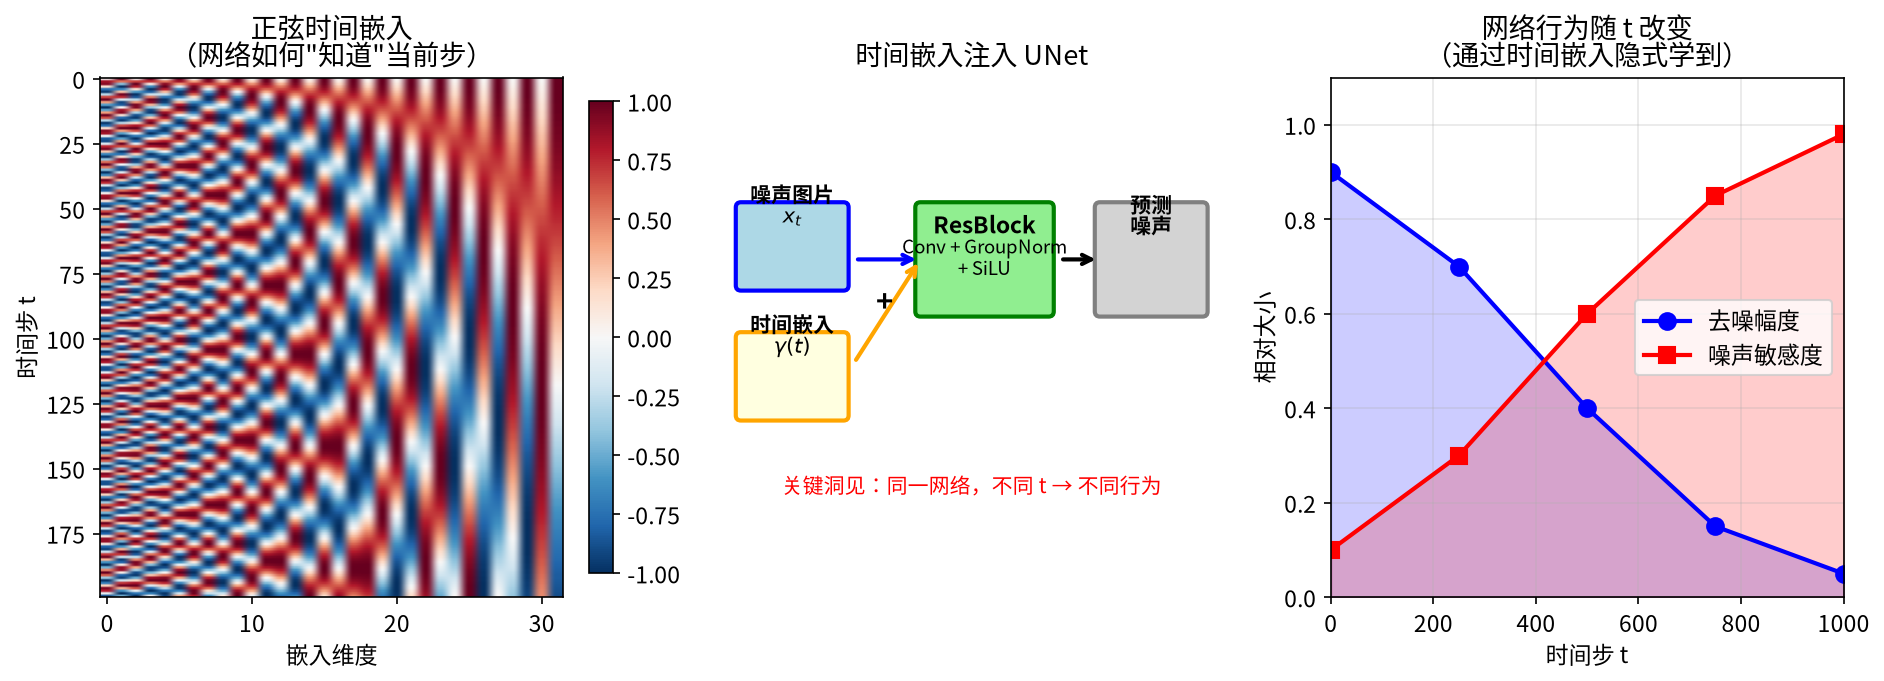 正弦时间嵌入
（网络如何"知道"当前步）
0
25
50
75
100
125
150
175
时间步 t
0
10
20
30
嵌入维度
1.00
0.75
0.50
0.25
0.00
-0.25
-0.50
-0.75
-1.00
时间嵌入注入 UNet
噪声图片
x_t
时间嵌入
γ(t)
+
ResBlock
Conv + GroupNorm
+ SiLU
预测
噪声
关键洞见：同一网络，不同 t → 不同行为
网络行为随 t 改变
（通过时间嵌入隐式学到）
1.0
0.8
0.6
0.4
0.2
0.0
相对大小
去噪幅度
噪声敏感度
0
200
400
600
800
1000
时间步 t